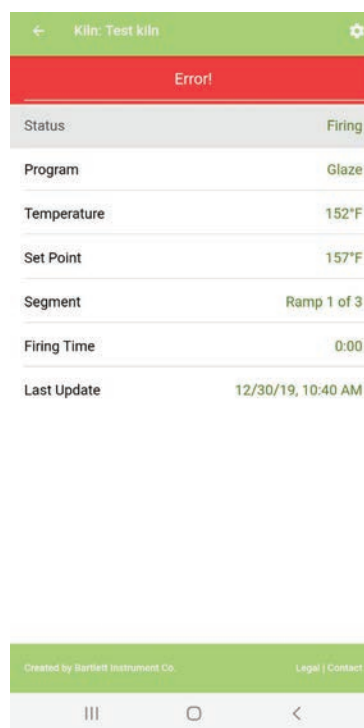 Kiln: Test kiln
Error!
Status Firing
Program Glaze
Temperature 152°F
Set Point 157°F
Segment Ramp 1 of 3
Firing Time 0:00
Last Update 12/30/19, 10:40 AM
Created by Bartlett Instrument Co. Legal | Contact